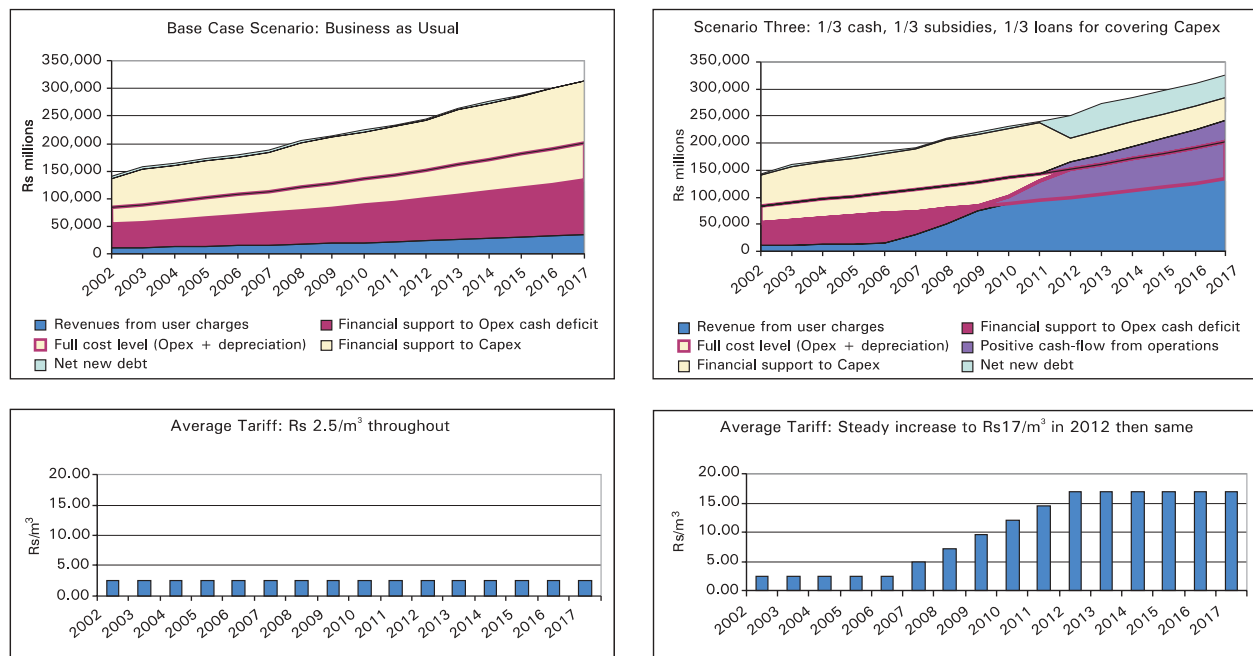 Base Case Scenario: Business as Usual
350,000
300,000
250,000
200,000
150,000
100,000
50,000
0
Rs millions
2002 2003 2004 2005 2006 2007 2008 2009 2010 2011 2012 2013 2014 2015 2016 2017
Revenues from user charges
Financial support to Opex cash deficit
Full cost level (Opex + depreciation)
Financial support to Capex
Net new debt
Scenario Three: 1/3 cash, 1/3 subsidies, 1/3 loans for covering Capex
350,000
300,000
250,000
200,000
150,000
100,000
50,000
0
Rs millions
2002 2003 2004 2005 2006 2007 2008 2009 2010 2011 2012 2013 2014 2015 2016 2017
Revenue from user charges
Financial support to Opex cash deficit
Full cost level (Opex + depreciation)
Positive cash-flow from operations
Financial support to Capex
Net new debt
Average Tariff: Rs 2.5/m³ throughout
20.00
15.00
10.00
5.00
0.00
Rs/m³
2002 2003 2004 2005 2006 2007 2008 2009 2010 2011 2012 2013 2014 2015 2016 2017
Average Tariff: Steady increase to Rs17/m³ in 2012 then same
20.00
15.00
10.00
5.00
0.00
Rs/m³
2002 2003 2004 2005 2006 2007 2008 2009 2010 2011 2012 2013 2014 2015 2016 2017